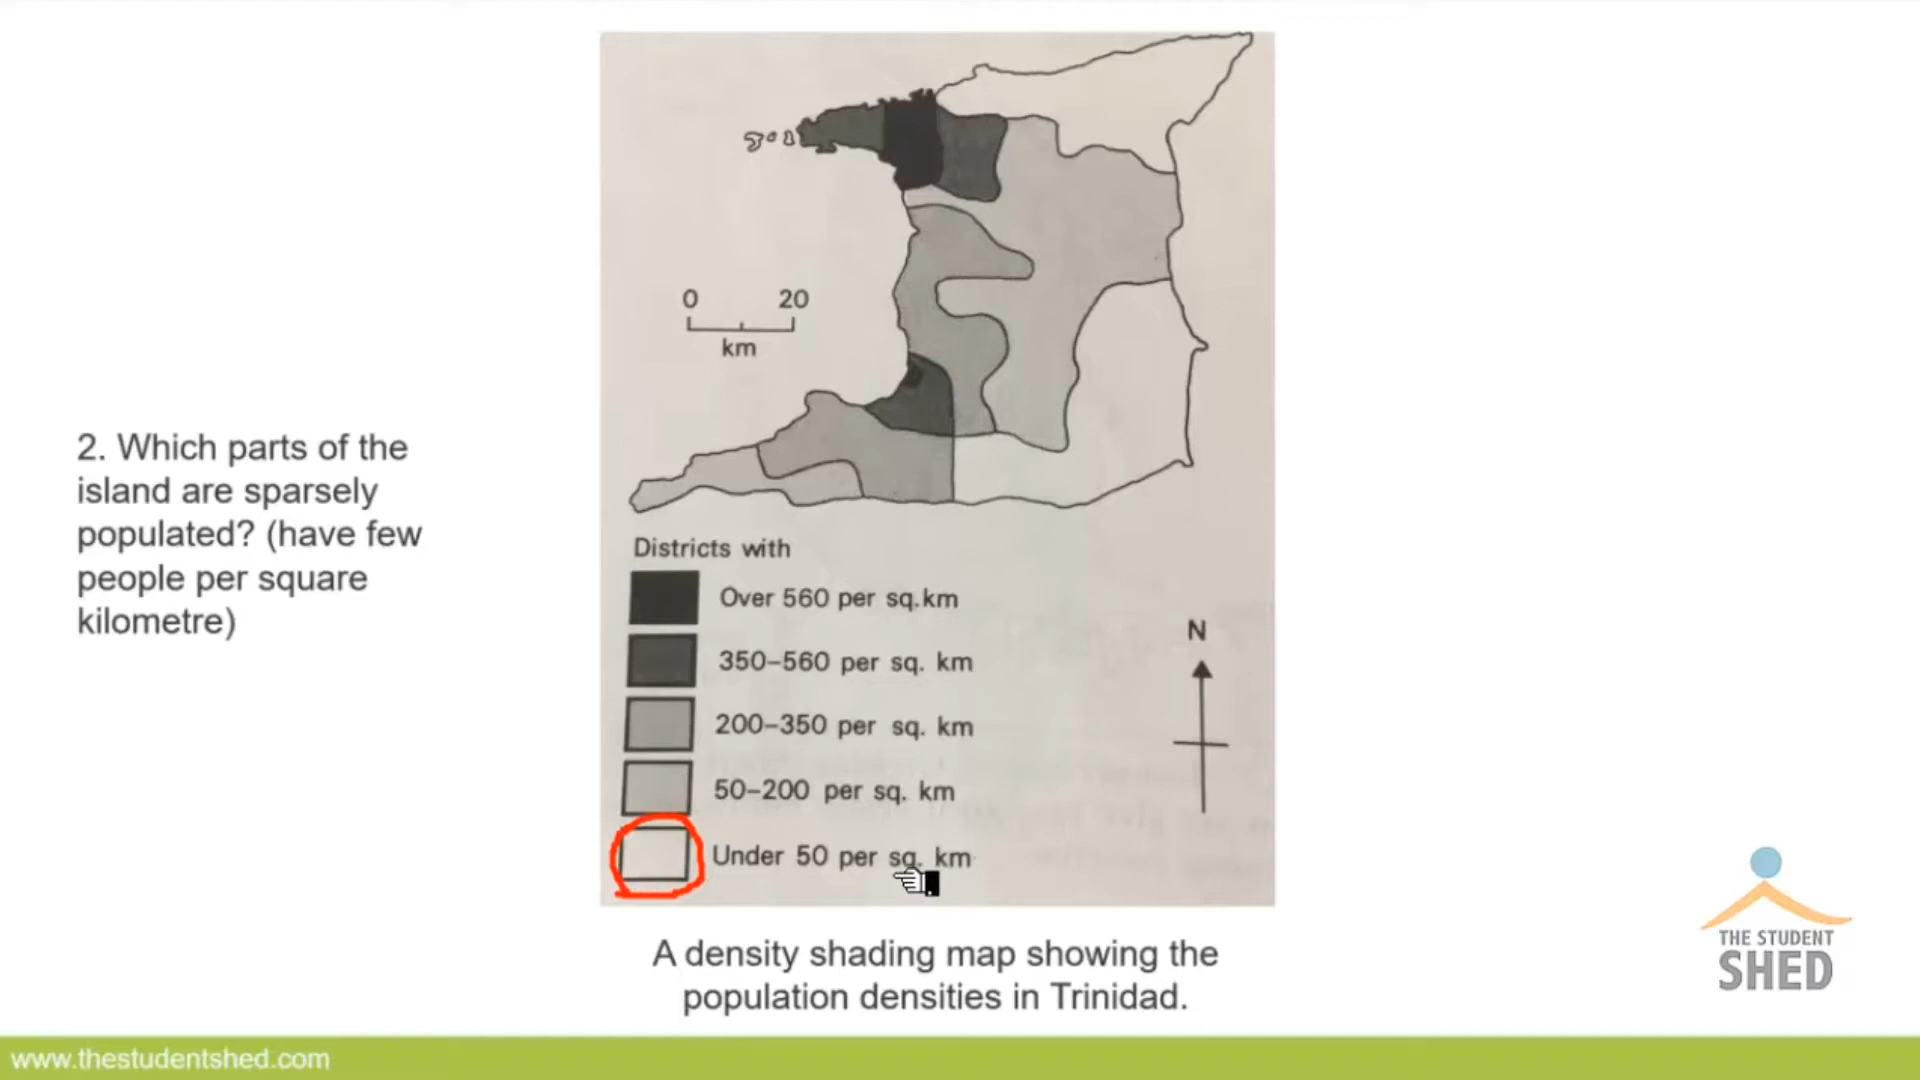 2. Which parts of the
island are sparsely
populated? (have few
people per square
kilometre)
0 20
km
Districts with
Over 560 per sq.km
350–560 per sq. km
200–350 per sq. km
50–200 per sq. km
Under 50 per sq. km
N
A density shading map showing the
population densities in Trinidad.
THE STUDENT
SHED
www.thestudentshed.com